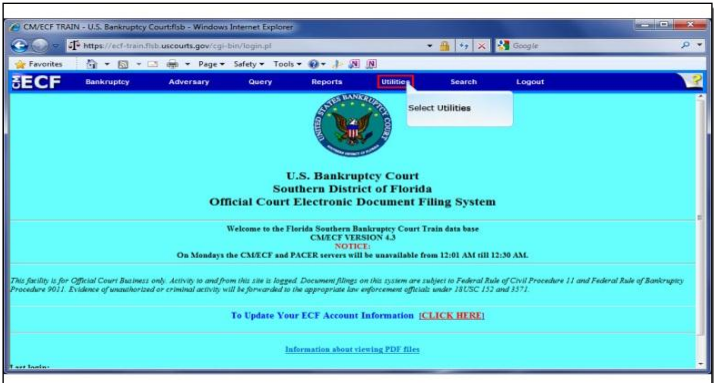 CM/ECF TRAIN - U.S. Bankruptcy Court:flsb - Windows Internet Explorer
https://ecf-train.flsb.uscourts.gov/cgi-bin/login.pl
Google
Favorites Page Safety Tools
ECF Bankruptcy Adversary Query Reports Utilities Search Logout
Select Utilities
U.S. Bankruptcy Court
Southern District of Florida
Official Court Electronic Document Filing System
Welcome to the Florida Southern Bankruptcy Court Train data base
CM/ECF VERSION 4.3
NOTICE:
On Mondays the CM/ECF and PACER servers will be unavailable from 12:01 AM till 12:30 AM.
This facility is for Official Court Business only. Activity to and from this site is logged. Document filings on this system are subject to Federal Rule of Civil Procedure 11 and Federal Rule of Bankruptcy
Procedure 9011. Evidence of unauthorized or criminal activity will be forwarded to the appropriate law enforcement officials under 18USC 152 and 3571.
To Update Your ECF Account Information [CLICK HERE]
Information about viewing PDF files
Last login: